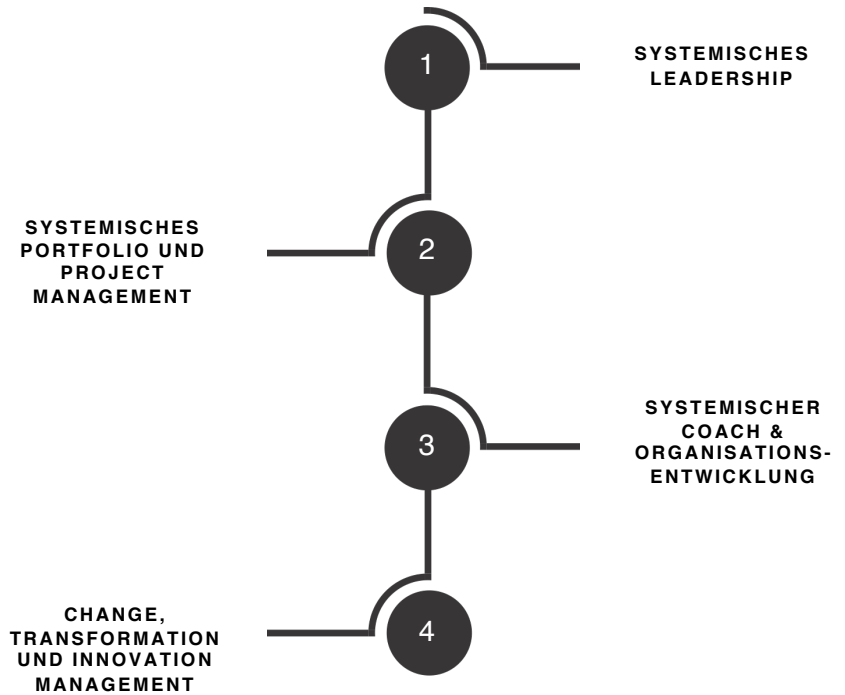 1
SYSTEMISCHES
LEADERSHIP
SYSTEMISCHES
PORTFOLIO UND
PROJECT
MANAGEMENT
2
3
SYSTEMISCHER
COACH &
ORGANISATIONS-
ENTWICKLUNG
CHANGE,
TRANSFORMATION
UND INNOVATION
MANAGEMENT
4